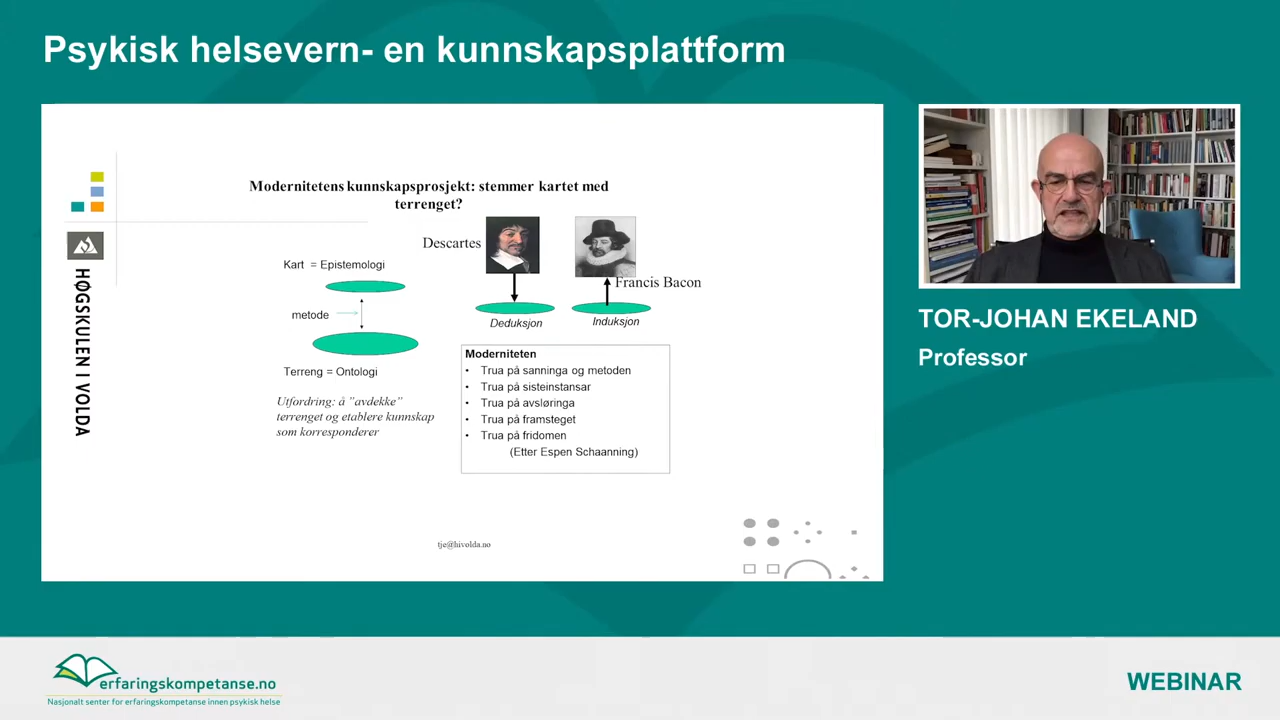 Psykisk helsevern- en kunnskapsplattform
HØGSKULEN I VOLDA
Modernitetens kunnskapsprosjekt: stemmer kartet med
terrenget?
Descartes
Francis Bacon
Kart = Epistemologi
metode
Terreng = Ontologi
Deduksjon
Induksjon
Utfordring: å ”avdekke”
terrenget og etablere kunnskap
som korresponderer
Moderniteten
• Trua på sanninga og metoden
• Trua på sisteinstansar
• Trua på avsløringa
• Trua på framsteget
• Trua på fridomen
(Etter Espen Schaanning)
tje@hivolda.no
TOR-JOHAN EKELAND
Professor
erfaringskompetanse.no
Nasjonalt senter for erfaringskompetanse innen psykisk helse
WEBINAR